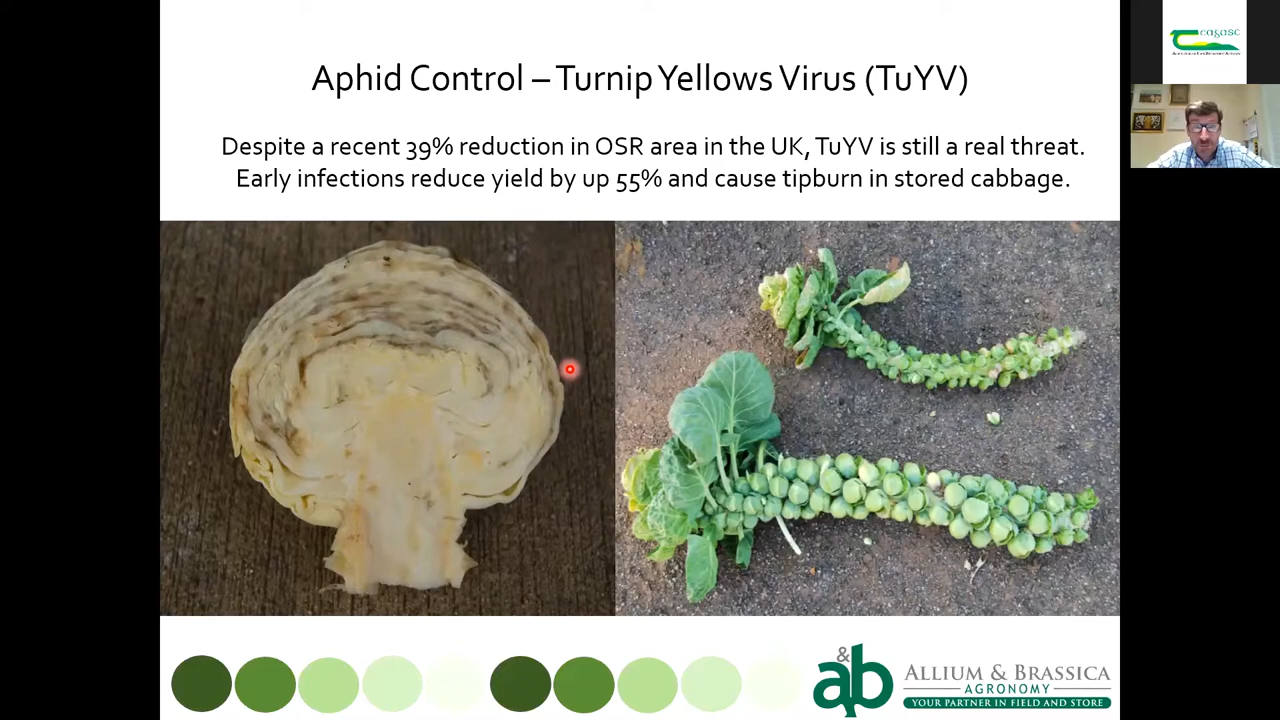 Aphid Control – Turnip Yellows Virus (TuYV)
Despite a recent 39% reduction in OSR area in the UK, TuYV is still a real threat.
Early infections reduce yield by up 55% and cause tipburn in stored cabbage.
eagasc
a&b
ALLIUM & BRASSICA
AGRONOMY
YOUR PARTNER IN FIELD AND STORE